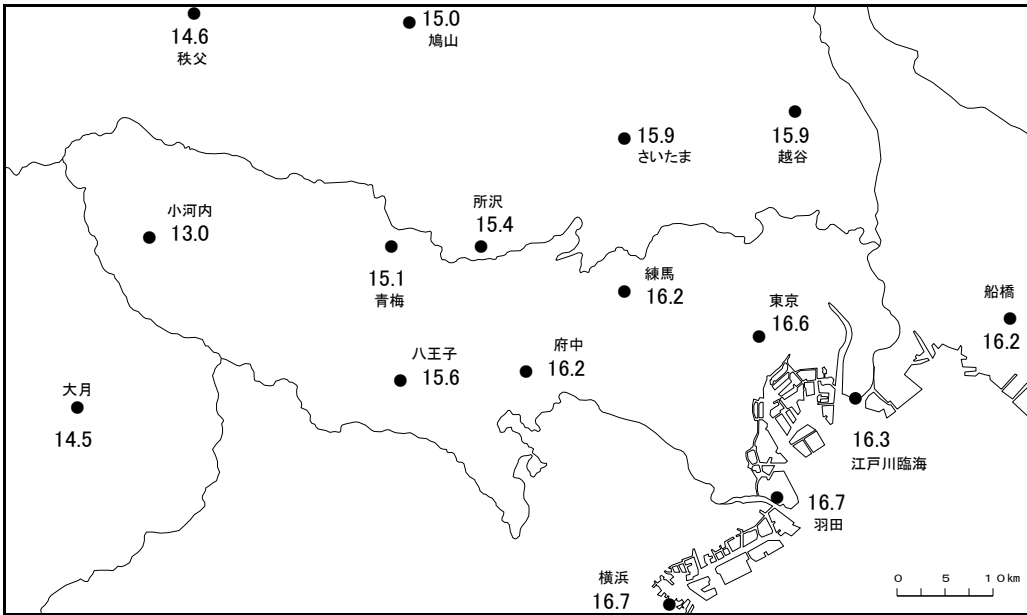 14.6
秩父
15.0
鳩山
15.9
さいたま
15.9
越谷
小河内
13.0
所沢
15.4
15.1
青梅
練馬
16.2
東京
16.6
船橋
16.2
八王子
15.6
府中
16.2
大月
14.5
16.3
江戸川臨海
16.7
羽田
横浜
16.7
0 5 10km